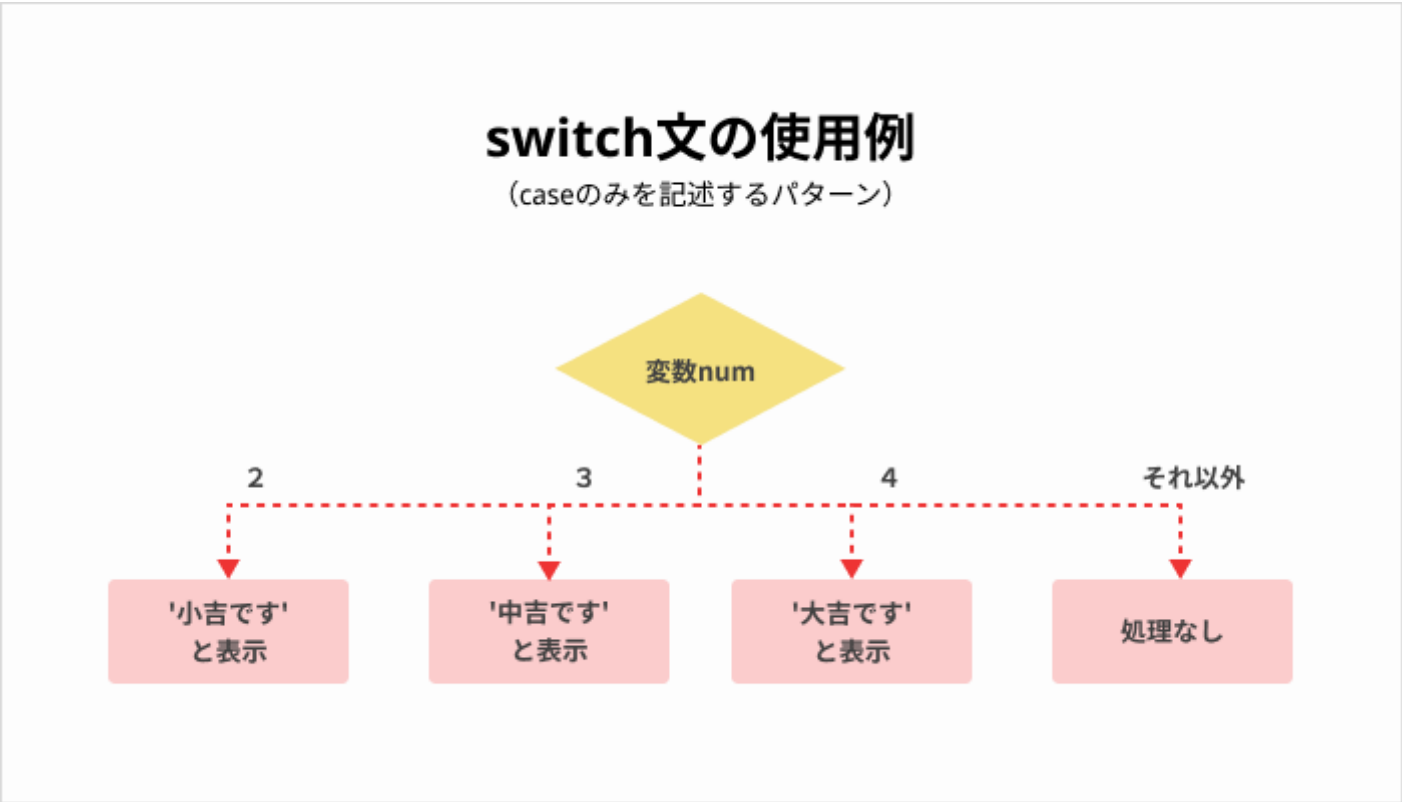 switch文の使用例
（caseのみを記述するパターン）
変数num
2
3
4
それ以外
'小吉です'
と表示
'中吉です'
と表示
'大吉です'
と表示
処理なし